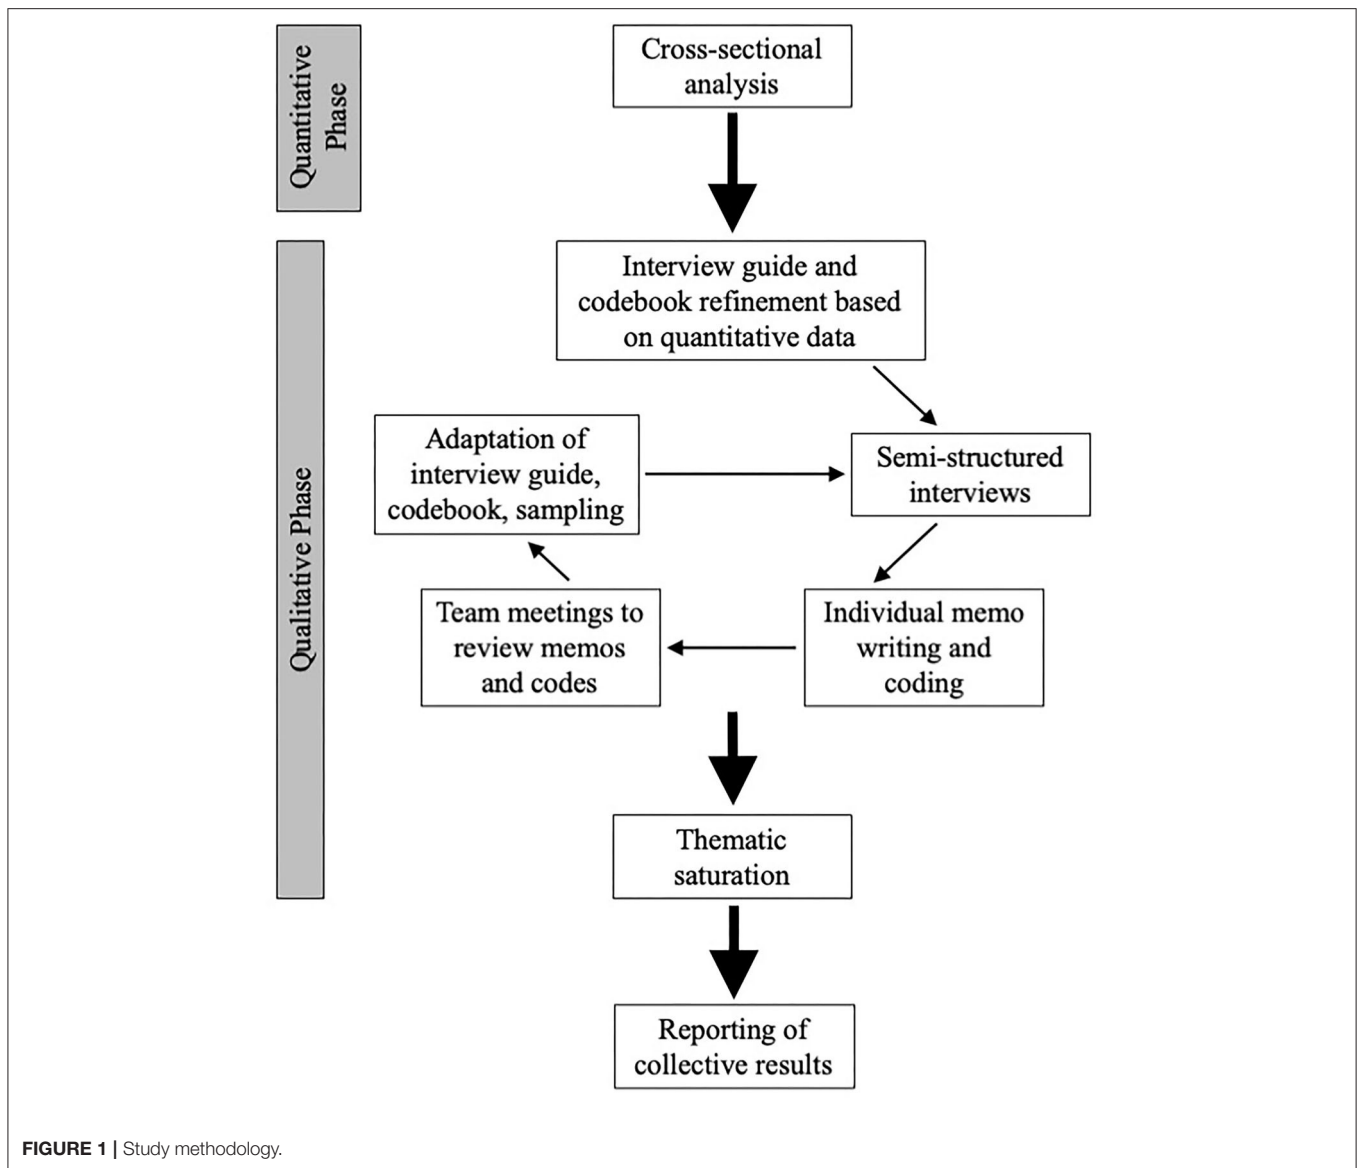 Quantitative
Phase
Cross-sectional
analysis
Interview guide and
codebook refinement based
on quantitative data
Qualitative Phase
Adaptation of
interview guide,
codebook, sampling
Semi-structured
interviews
Team meetings to
review memos
and codes
Individual memo
writing and
coding
Thematic
saturation
Reporting of
collective results
FIGURE 1 | Study methodology.